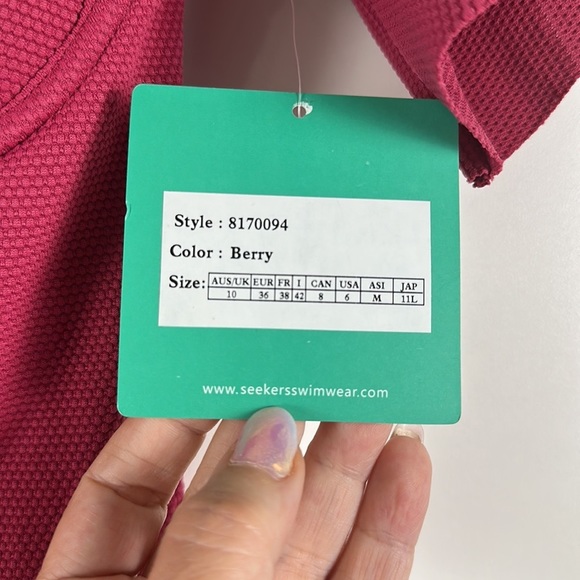 Style : 8170094
Color : Berry
Size: AUS/UK EUR FR I CAN USA ASI JAP
10 36 38 42 8 6 M 11L
www.seekersswimwear.com